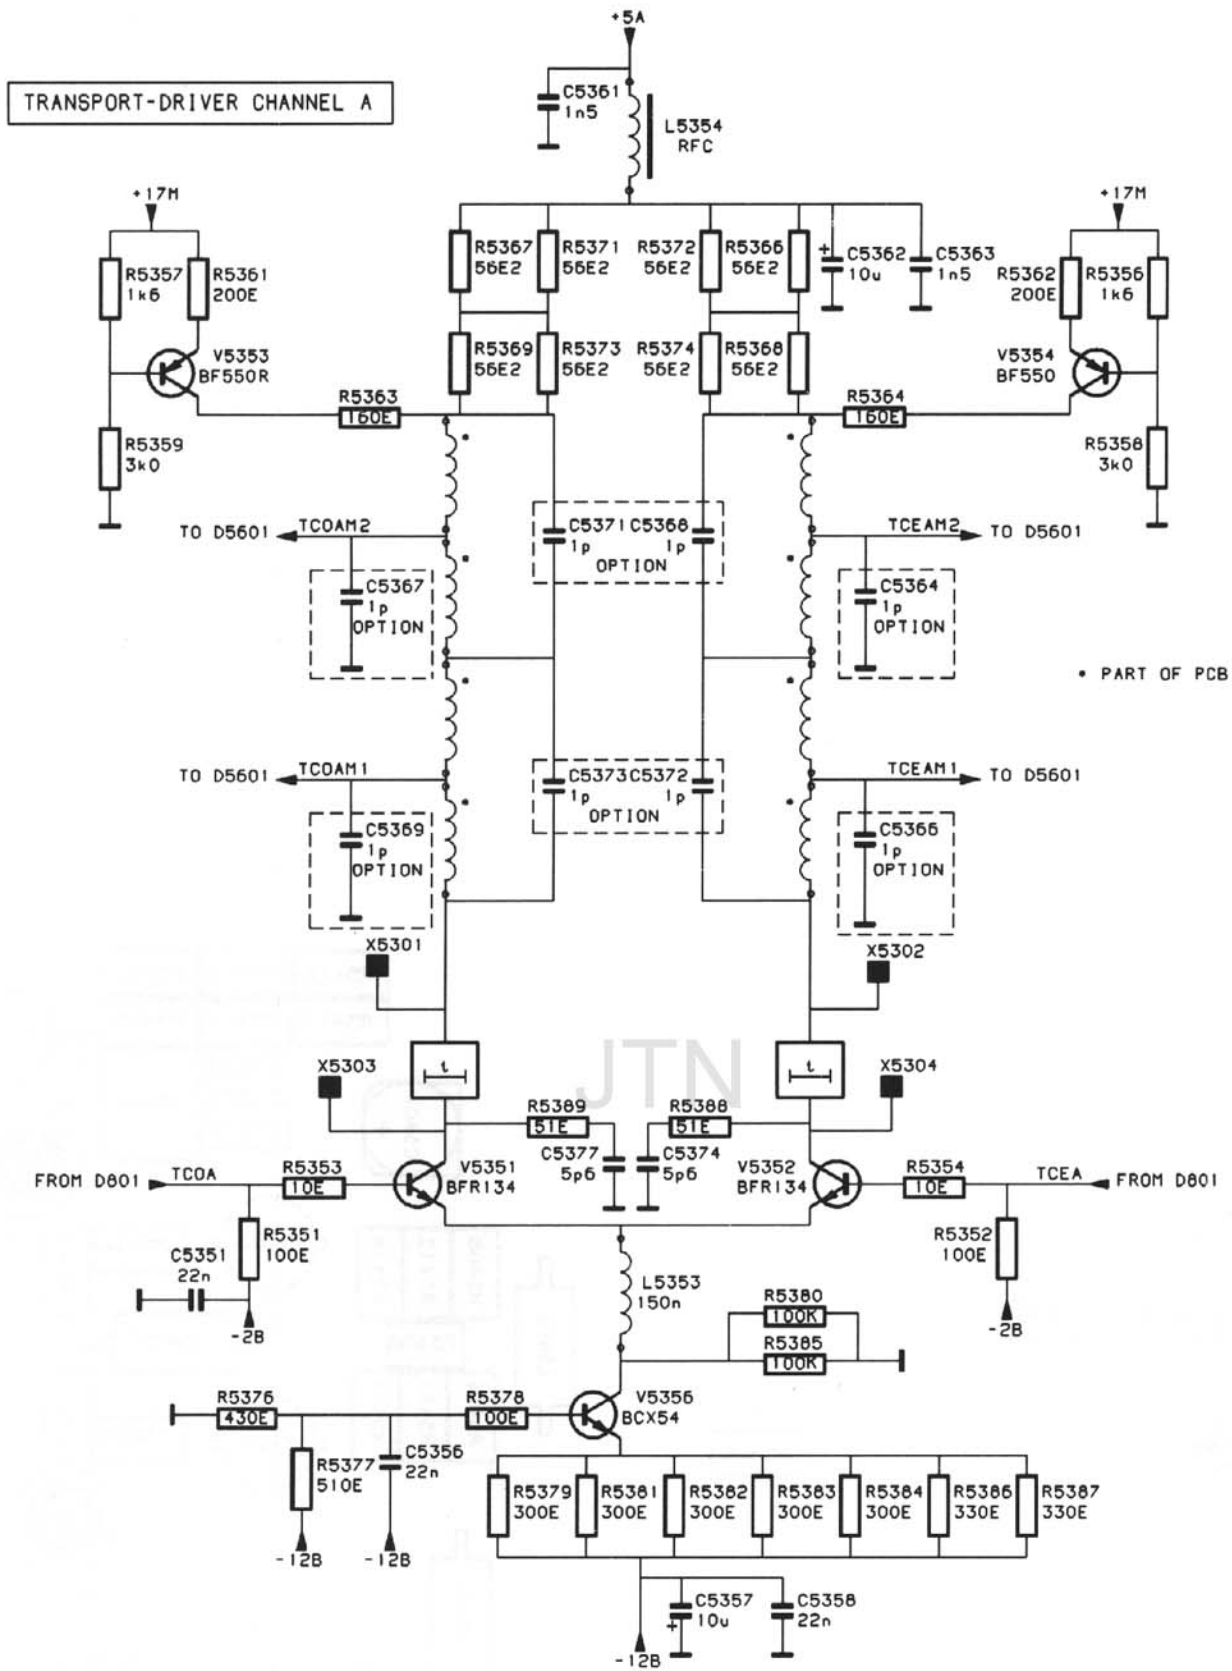 +5A
TRANSPORT-DRIVER CHANNEL A
C5361
1n5
L5354
RFC
+17M
+17M
R5357
1k6
R5361
200E
R5367
56E2
R5371
56E2
R5372
56E2
R5366
56E2
C5362
10u
C5363
1n5
R5362
200E
R5356
1k6
V5353
BF550R
R5369
56E2
R5373
56E2
R5374
56E2
R5368
56E2
V5354
BF550
R5363
160E
R5364
160E
R5359
3k0
R5358
3k0
TO D5601
TCOAM2
C5371
1p
C5368
1p
OPTION
TCEAM2
TO D5601
C5367
1p
OPTION
C5364
1p
OPTION
• PART OF PCB
TO D5601
TCOAM1
C5373
1p
C5372
1p
OPTION
TCEAM1
TO D5601
C5369
1p
OPTION
C5366
1p
OPTION
X5301
X5302
JTN
X5303
t
t
X5304
R5389
51E
R5388
51E
C5377
5p6
C5374
5p6
FROM D801
TCOA
R5353
10E
V5351
BFR134
V5352
BFR134
R5354
10E
TCEA
FROM D801
C5351
22n
R5351
100E
R5352
100E
-2B
-2B
L5353
150n
R5380
100K
R5385
100K
R5376
430E
R5378
100E
V5356
BCX54
R5377
510E
C5356
22n
-12B
-12B
R5379
300E
R5381
300E
R5382
300E
R5383
300E
R5384
300E
R5386
330E
R5387
330E
C5357
10u
C5358
22n
-12B